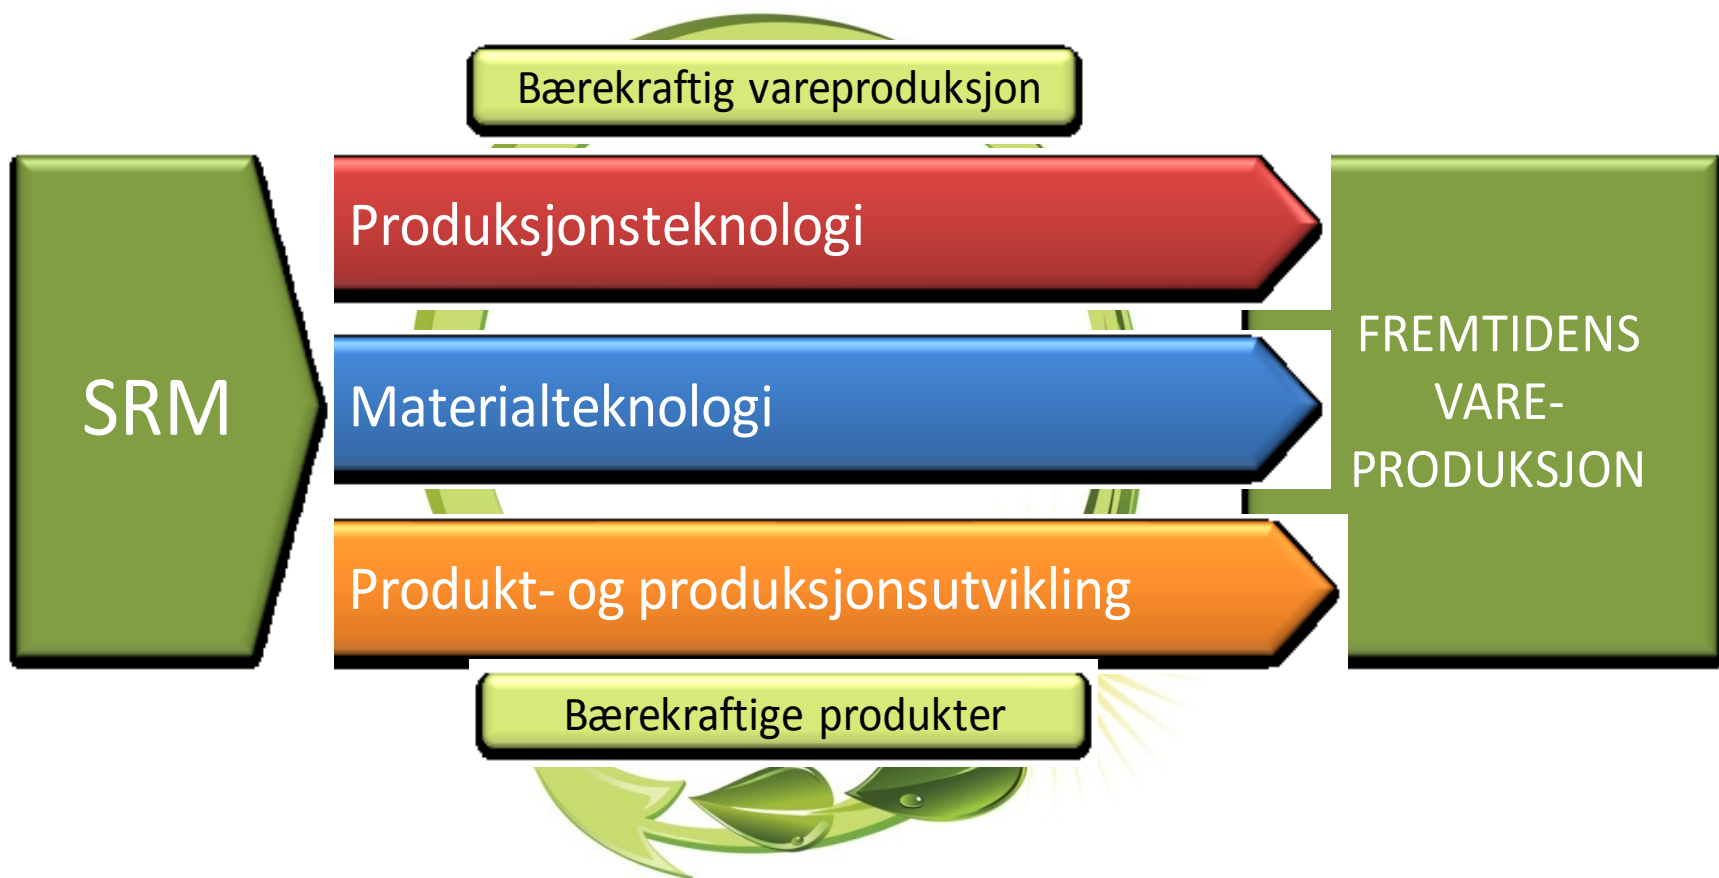 Bærekraftig vareproduksjon
SRM
Produksjonsteknologi
Materialteknologi
Produkt- og produksjonsutvikling
FREMTIDENS
VARE-
PRODUKSJON
Bærekraftige produkter